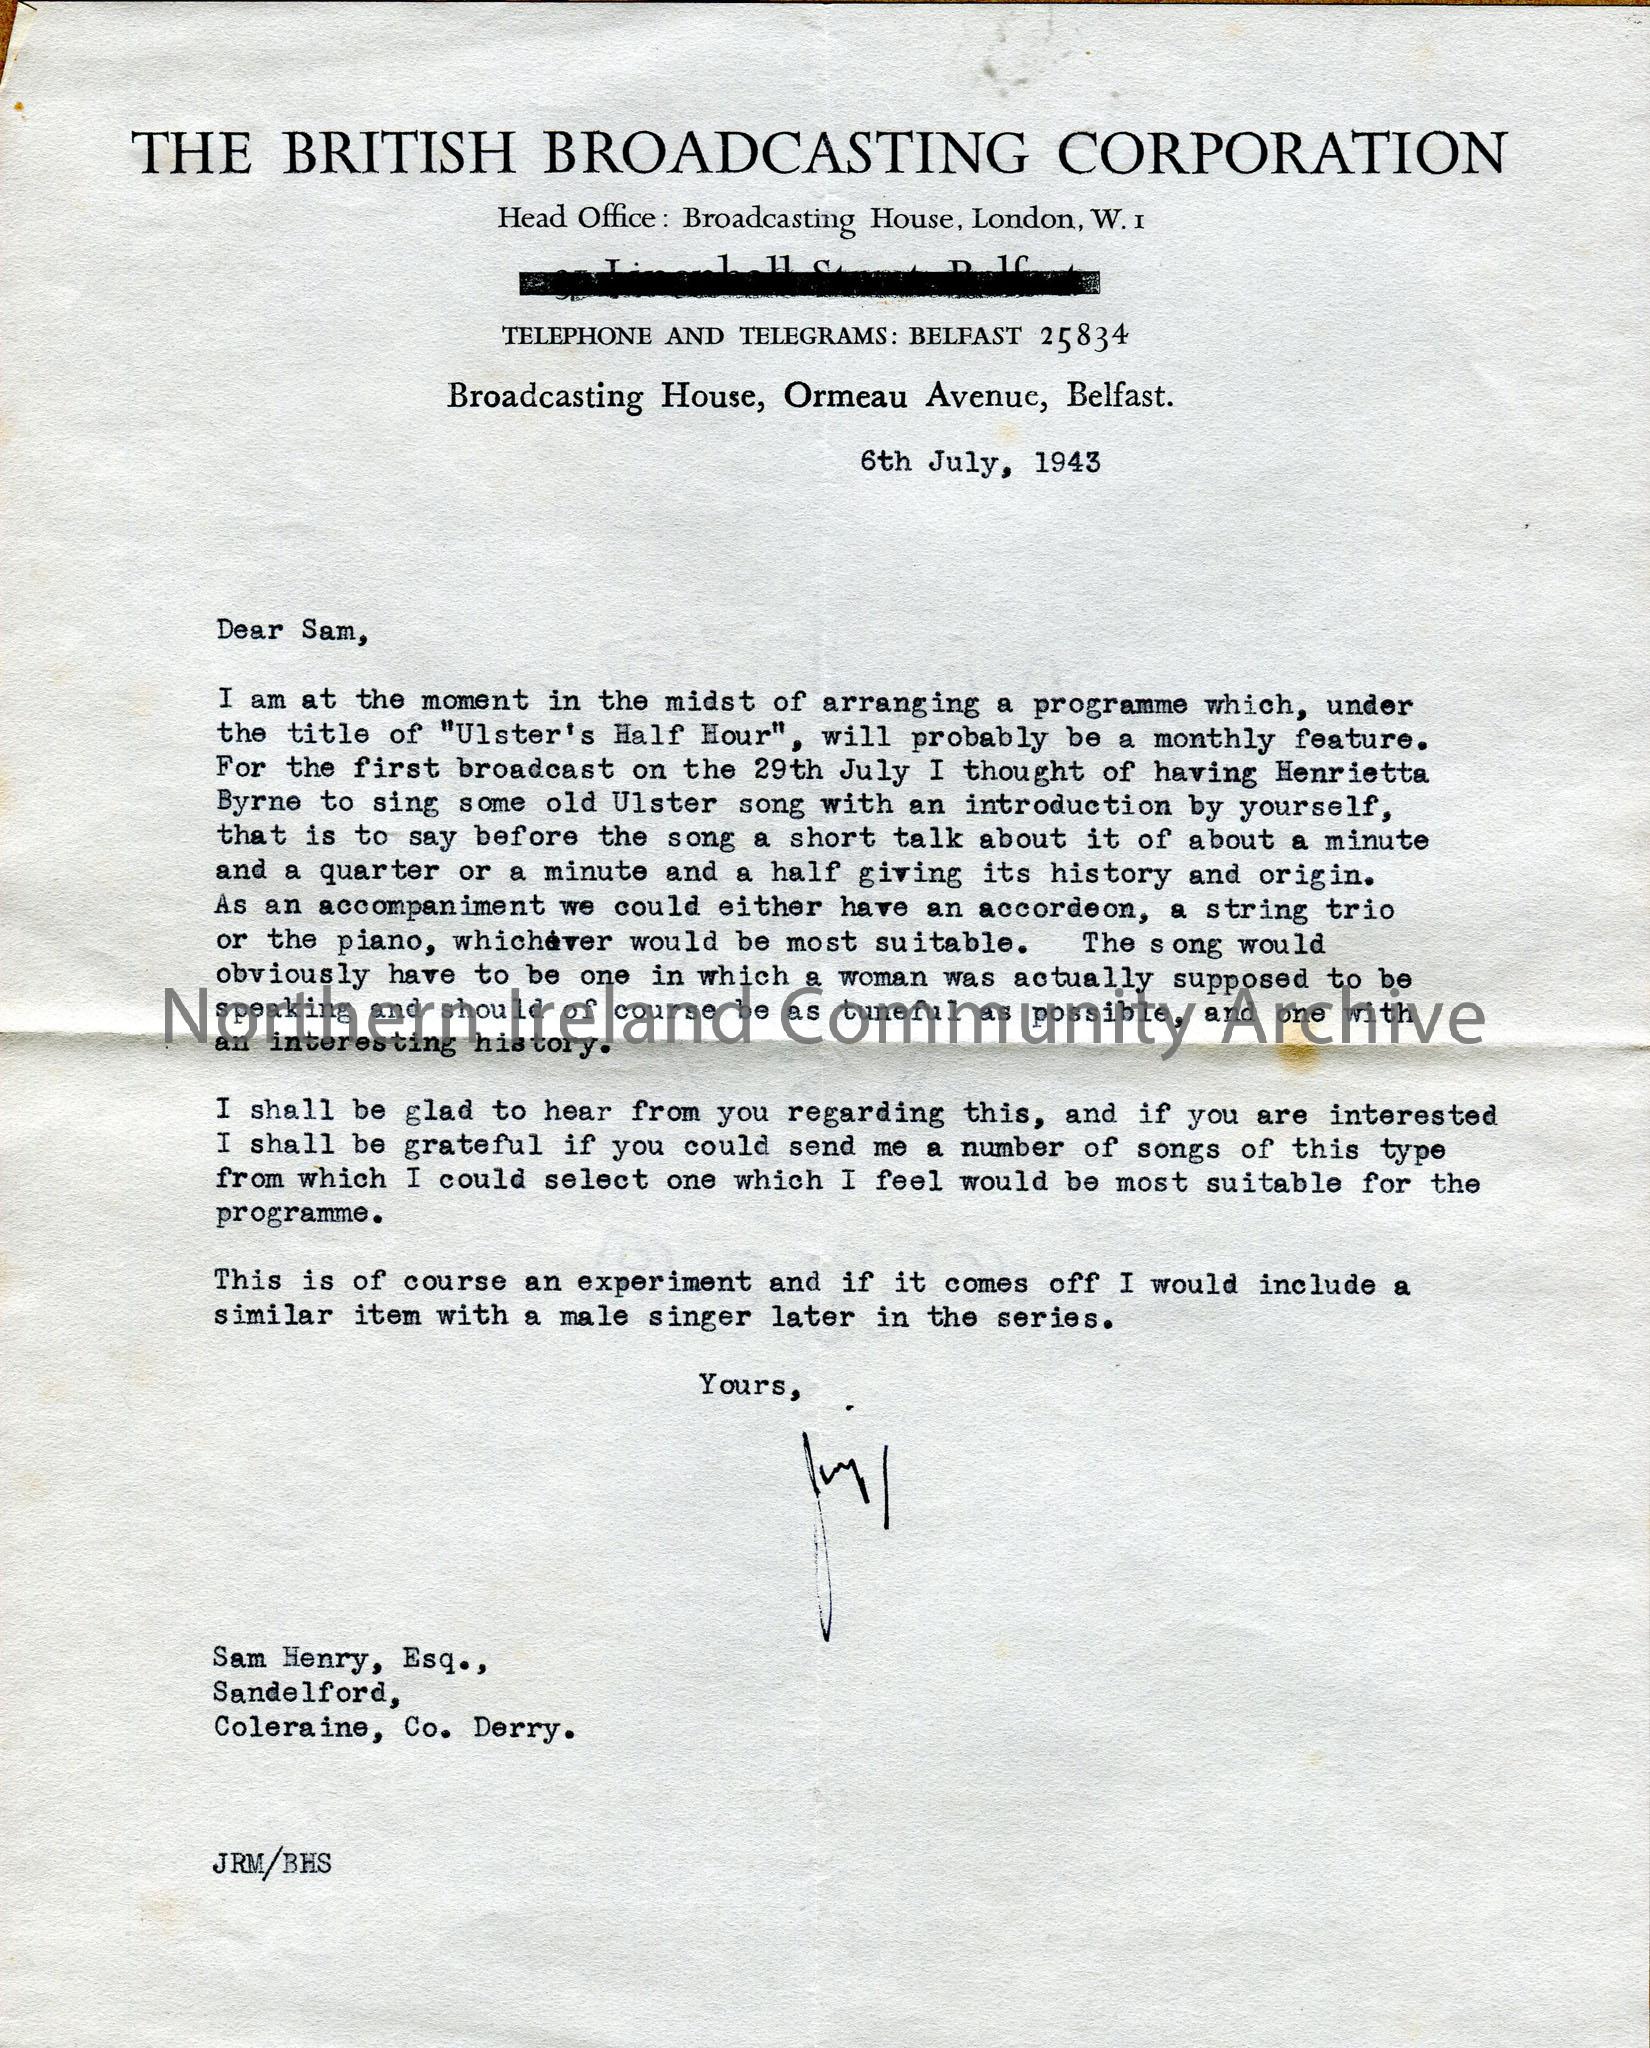 THE BRITISH BROADCASTING CORPORATION
Head Office: Broadcasting House, London, W. 1
TELEPHONE AND TELEGRAMS: BELFAST 25834
Broadcasting House, Ormeau Avenue, Belfast.
6th July, 1943
Dear Sam,
I am at the moment in the midst of arranging a programme which, under
the title of "Ulster's Half Hour", will probably be a monthly feature.
For the first broadcast on the 29th July I thought of having Henrietta
Byrne to sing some old Ulster song with an introduction by yourself,
that is to say before the song a short talk about it of about a minute
and a quarter or a minute and a half giving its history and origin.
As an accompaniment we could either have an accordeon, a string trio
or the piano, whichever would be most suitable. The song would
obviously have to be one in which a woman was actually supposed to be
speaking and should of course be as tuneful as possible, and one with
an interesting history.
Northern Ireland Community Archive
I shall be glad to hear from you regarding this, and if you are interested
I shall be grateful if you could send me a number of songs of this type
from which I could select one which I feel would be most suitable for the
programme.
This is of course an experiment and if it comes off I would include a
similar item with a male singer later in the series.
Yours,
Sam Henry, Esq.,
Sandelford,
Coleraine, Co. Derry.
JRM/BHS